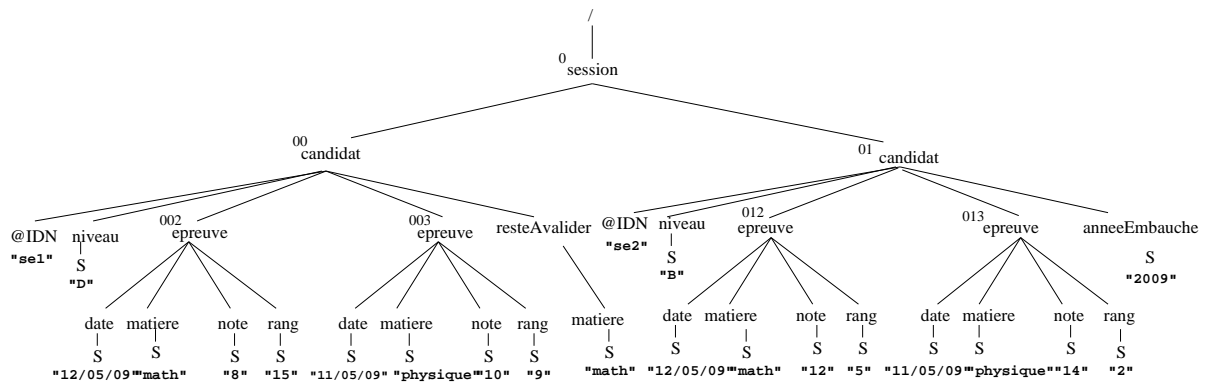 /
0
session
00
candidat
01
candidat
@IDN niveau 002 epreuve 003 epreuve resteAvalider @IDN niveau 012 epreuve 013 epreuve anneeEmbauche
"se1" S "se2" S S
"D" "B" "2009"
date matiere note rang date matiere note rang matiere date matiere note rang date matiere note rang
S S S S S S S S S S S S S S S S S
"12/05/09" "math" "8" "15" "11/05/09" "physique" "10" "9" "math" "12/05/09" "math" "12" "5" "11/05/09" "physique" "14" "2"